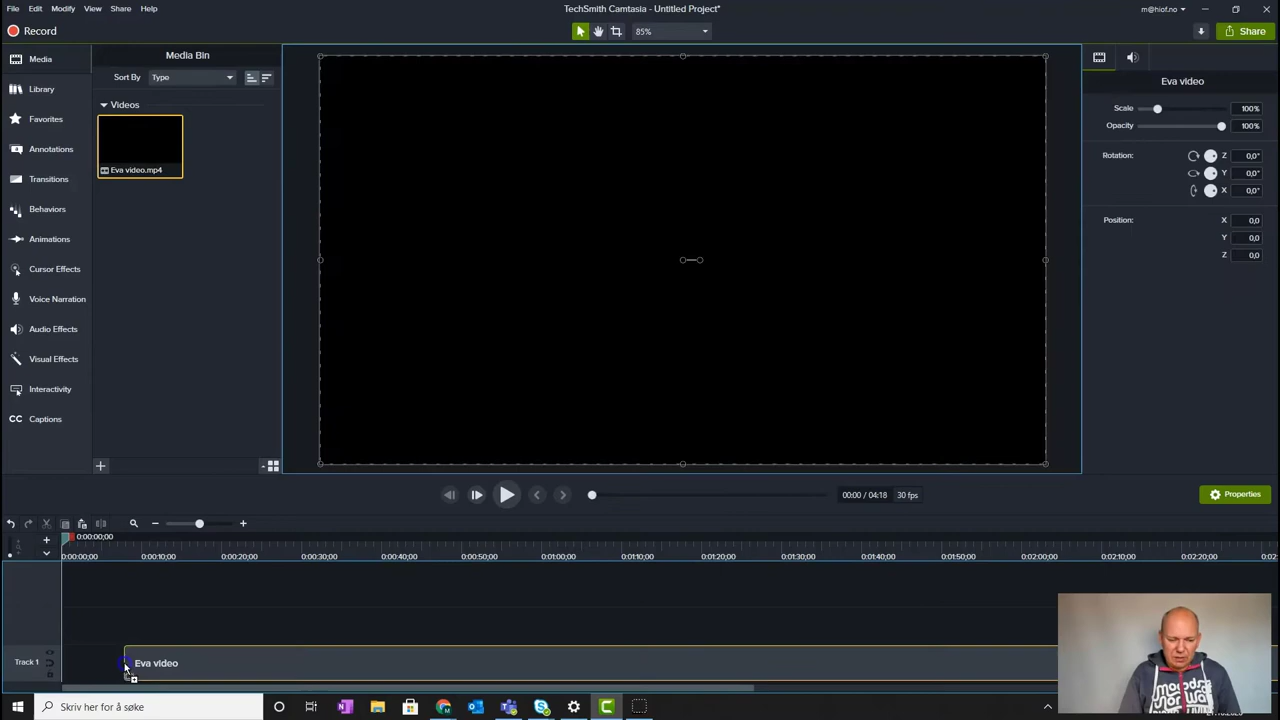 File Edit Modify View Share Help
TechSmith Camtasia - Untitled Project*
m@hiof.no
Record
85%
Share
Media
Library
Favorites
Annotations
Transitions
Behaviors
Animations
Cursor Effects
Voice Narration
Audio Effects
Visual Effects
Interactivity
CC Captions
Media Bin
Sort By Type
Videos
Eva video.mp4
Eva video
Scale 100%
Opacity 100%
Rotation: Z 0,0°
Y 0,0°
X 0,0°
Position: X 0,0
Y 0,0
Z 0,0
00:00 / 04:18 30 fps
Properties
0:00:00;00
0:00:00;00 0:00:10;00 0:00:20;00 0:00:30;00 0:00:40;00 0:00:50;00 0:01:00;00 0:01:10;00 0:01:20;00 0:01:30;00 0:01:40;00 0:01:50;00 0:02:00;00 0:02:10;00 0:02:20;00
Track 1
Eva video
Skriv her for å søke